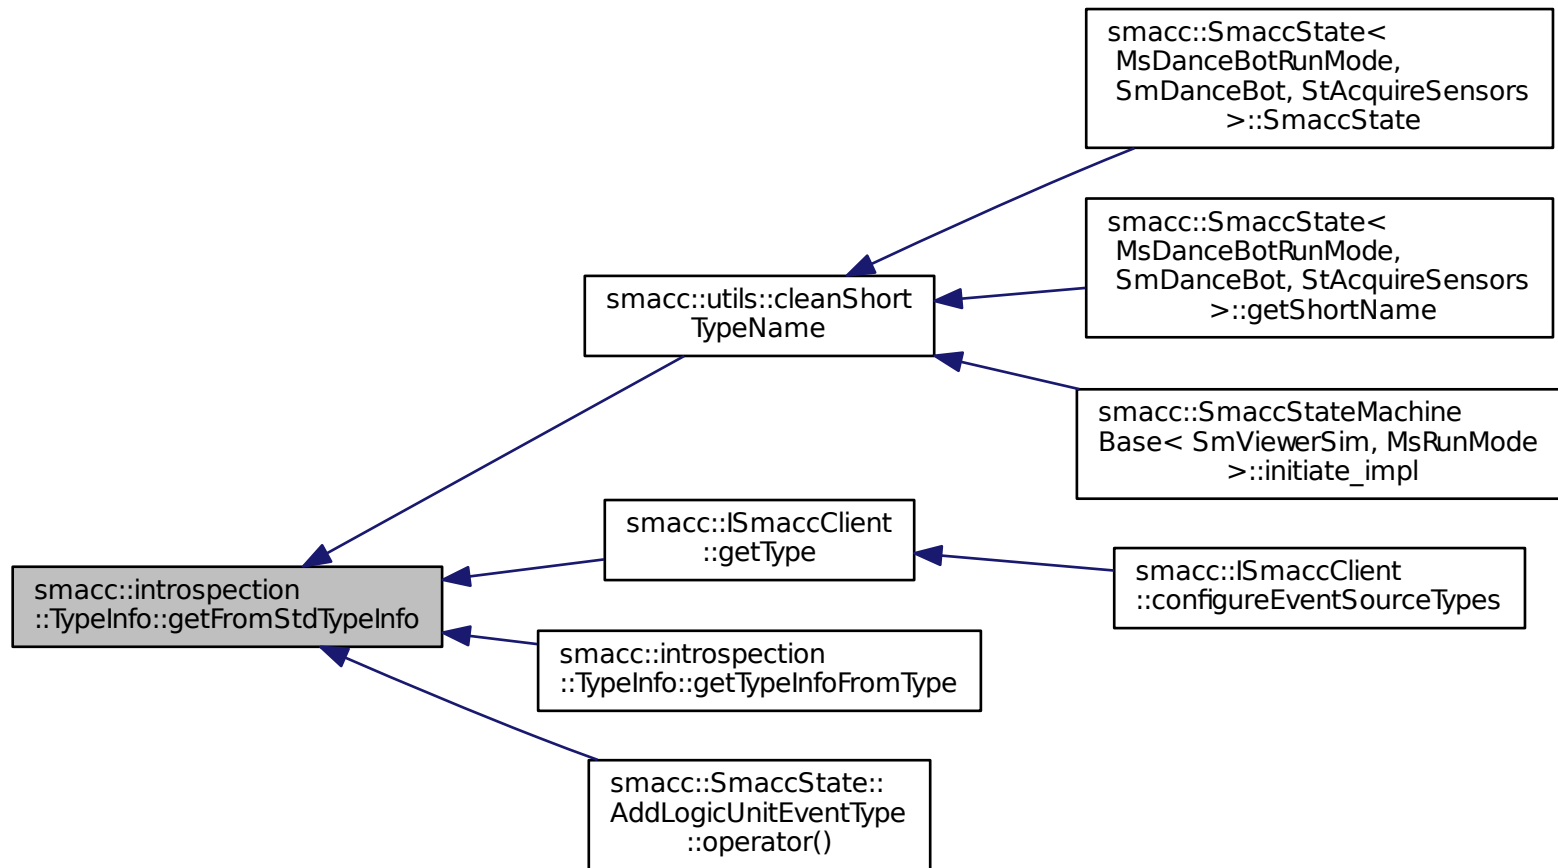 smacc::SmaccState<
MsDanceBotRunMode,
SmDanceBot, StAcquireSensors
>::SmaccState
smacc::SmaccState<
MsDanceBotRunMode,
SmDanceBot, StAcquireSensors
>::getShortName
smacc::utils::cleanShort
TypeName
smacc::SmaccStateMachine
Base< SmViewerSim, MsRunMode
>::initiate_impl
smacc::ISmaccClient
::getType
smacc::ISmaccClient
::configureEventSourceTypes
smacc::introspection
::TypeInfo::getFromStdTypeInfo
smacc::introspection
::TypeInfo::getTypeInfoFromType
smacc::SmaccState::
AddLogicUnitEventType
::operator()